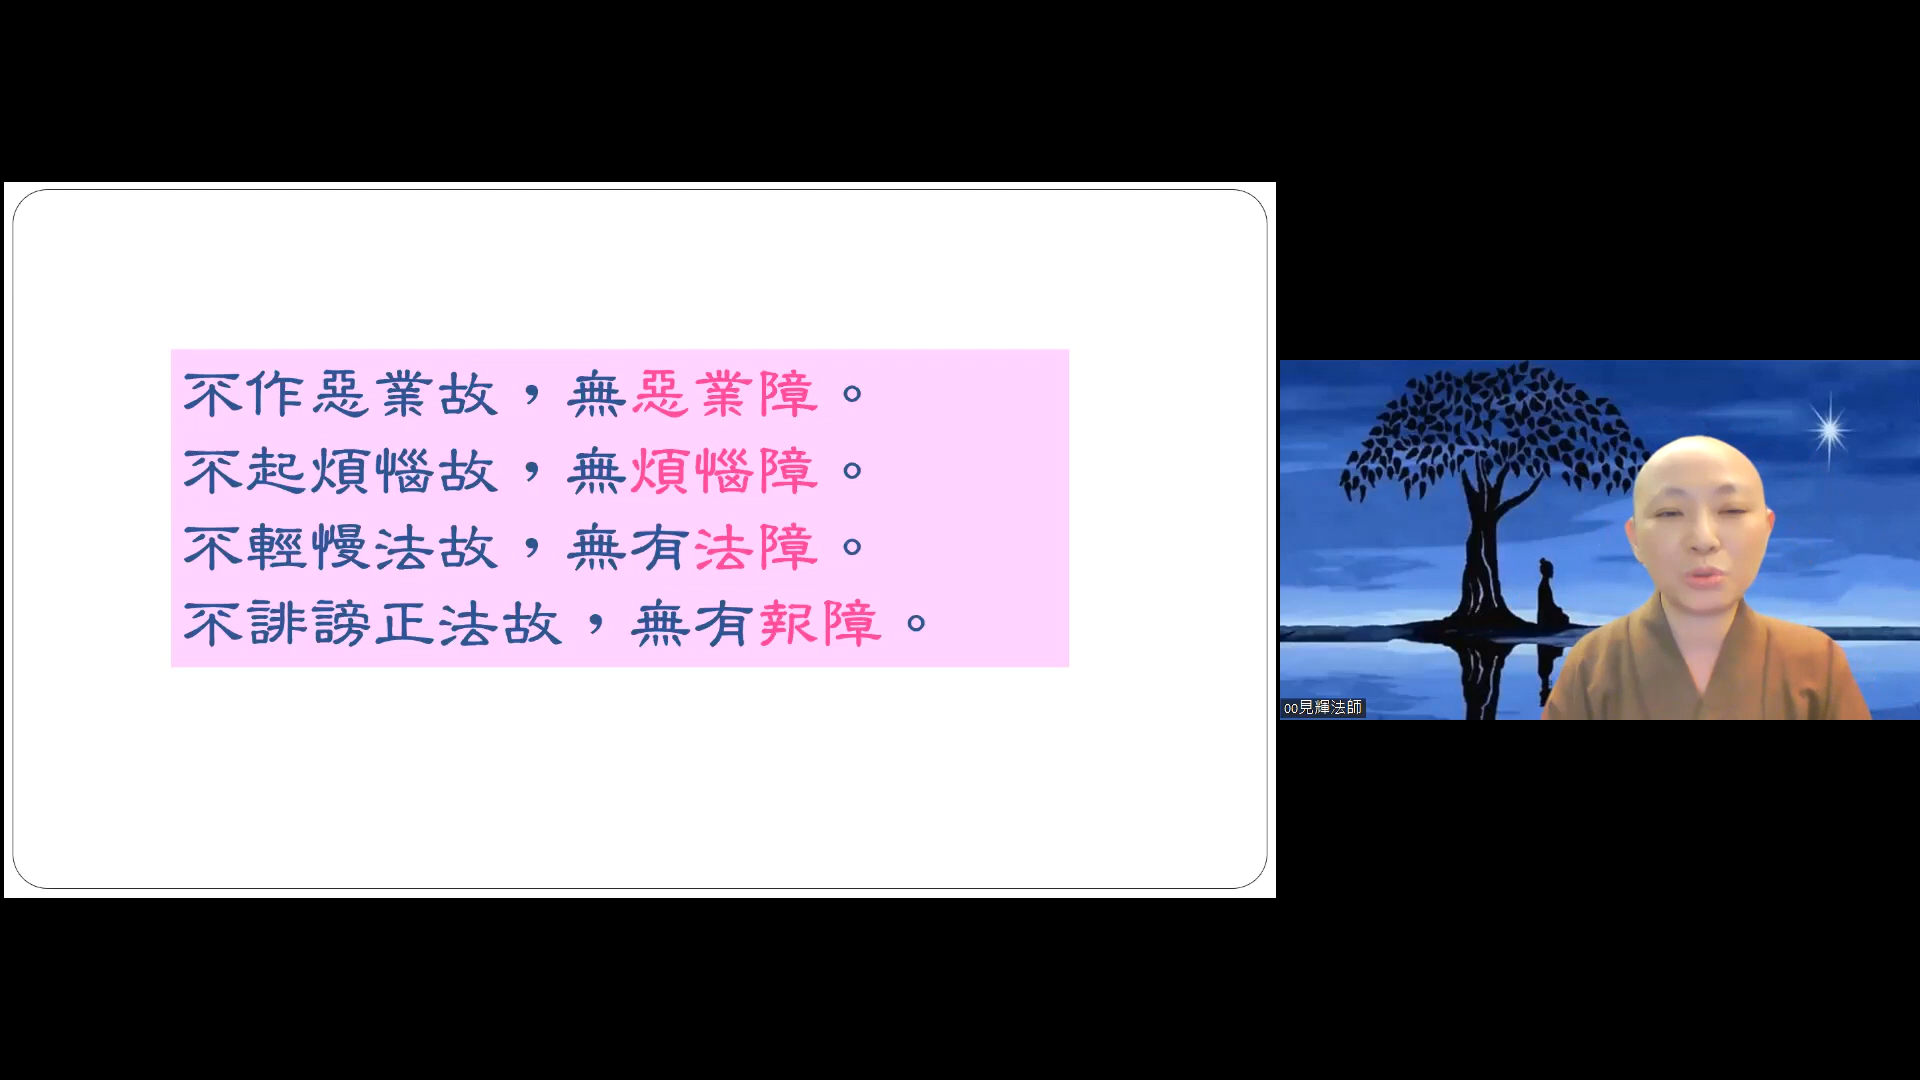 不作惡業故，無惡業障。
不起煩惱故，無煩惱障。
不輕慢法故，無有法障。
不誹謗正法故，無有報障。
oo見輝法師